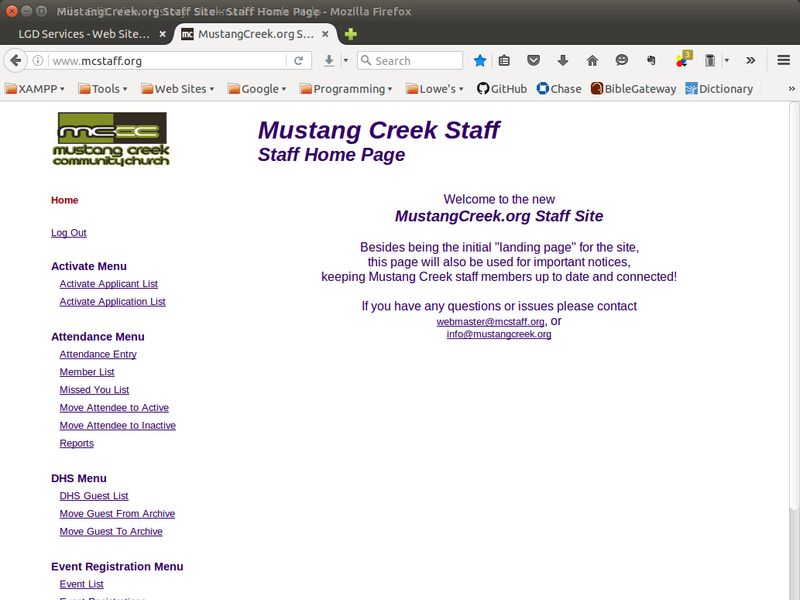 MustangCreek.org Staff Site - Staff Home Page - Mozilla Firefox
LGD Services - Web Site...
mc MustangCreek.org S...
www.mcstaff.org
Search
3
XAMPP
Tools
Web Sites
Google
Programming
Lowe's
GitHub
Chase
BibleGateway
Dictionary
»
mccc
mustang creek
community church
Mustang Creek Staff
Staff Home Page
Home
Log Out
Activate Menu
Activate Applicant List
Activate Application List
Attendance Menu
Attendance Entry
Member List
Missed You List
Move Attendee to Active
Move Attendee to Inactive
Reports
DHS Menu
DHS Guest List
Move Guest From Archive
Move Guest To Archive
Event Registration Menu
Event List
Event Registrations
Welcome to the new
MustangCreek.org Staff Site
Besides being the initial "landing page" for the site,
this page will also be used for important notices,
keeping Mustang Creek staff members up to date and connected!
If you have any questions or issues please contact
webmaster@mcstaff.org, or
info@mustangcreek.org